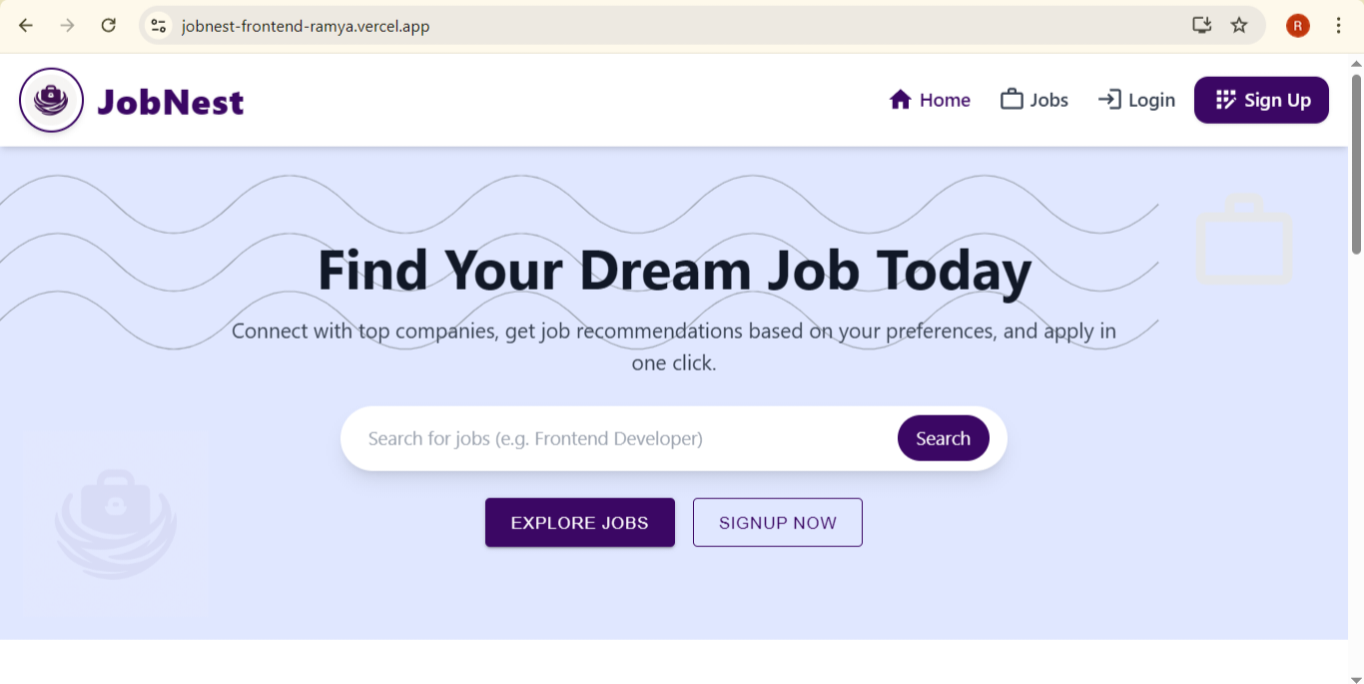 jobnest-frontend-ramya.vercel.app
R
JobNest
Home
Jobs
Login
Sign Up
Find Your Dream Job Today
Connect with top companies, get job recommendations based on your preferences, and apply in
one click.
Search for jobs (e.g. Frontend Developer)
Search
EXPLORE JOBS
SIGNUP NOW